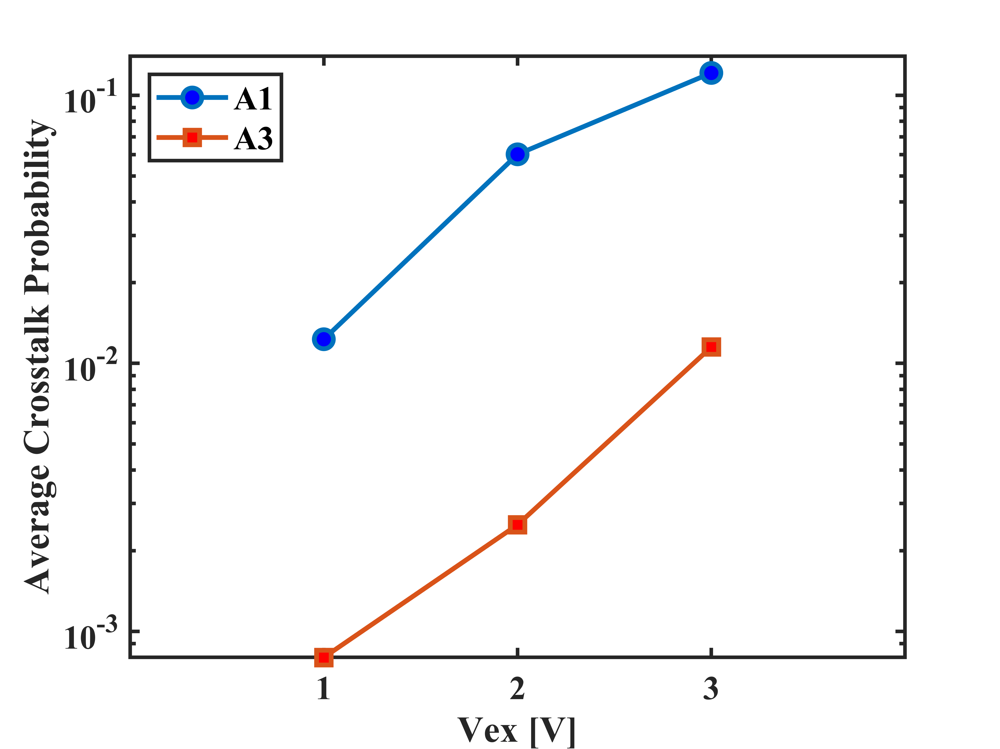 Average Crosstalk Probability
10^-1
10^-2
10^-3
A1
A3
1 2 3
Vex [V]